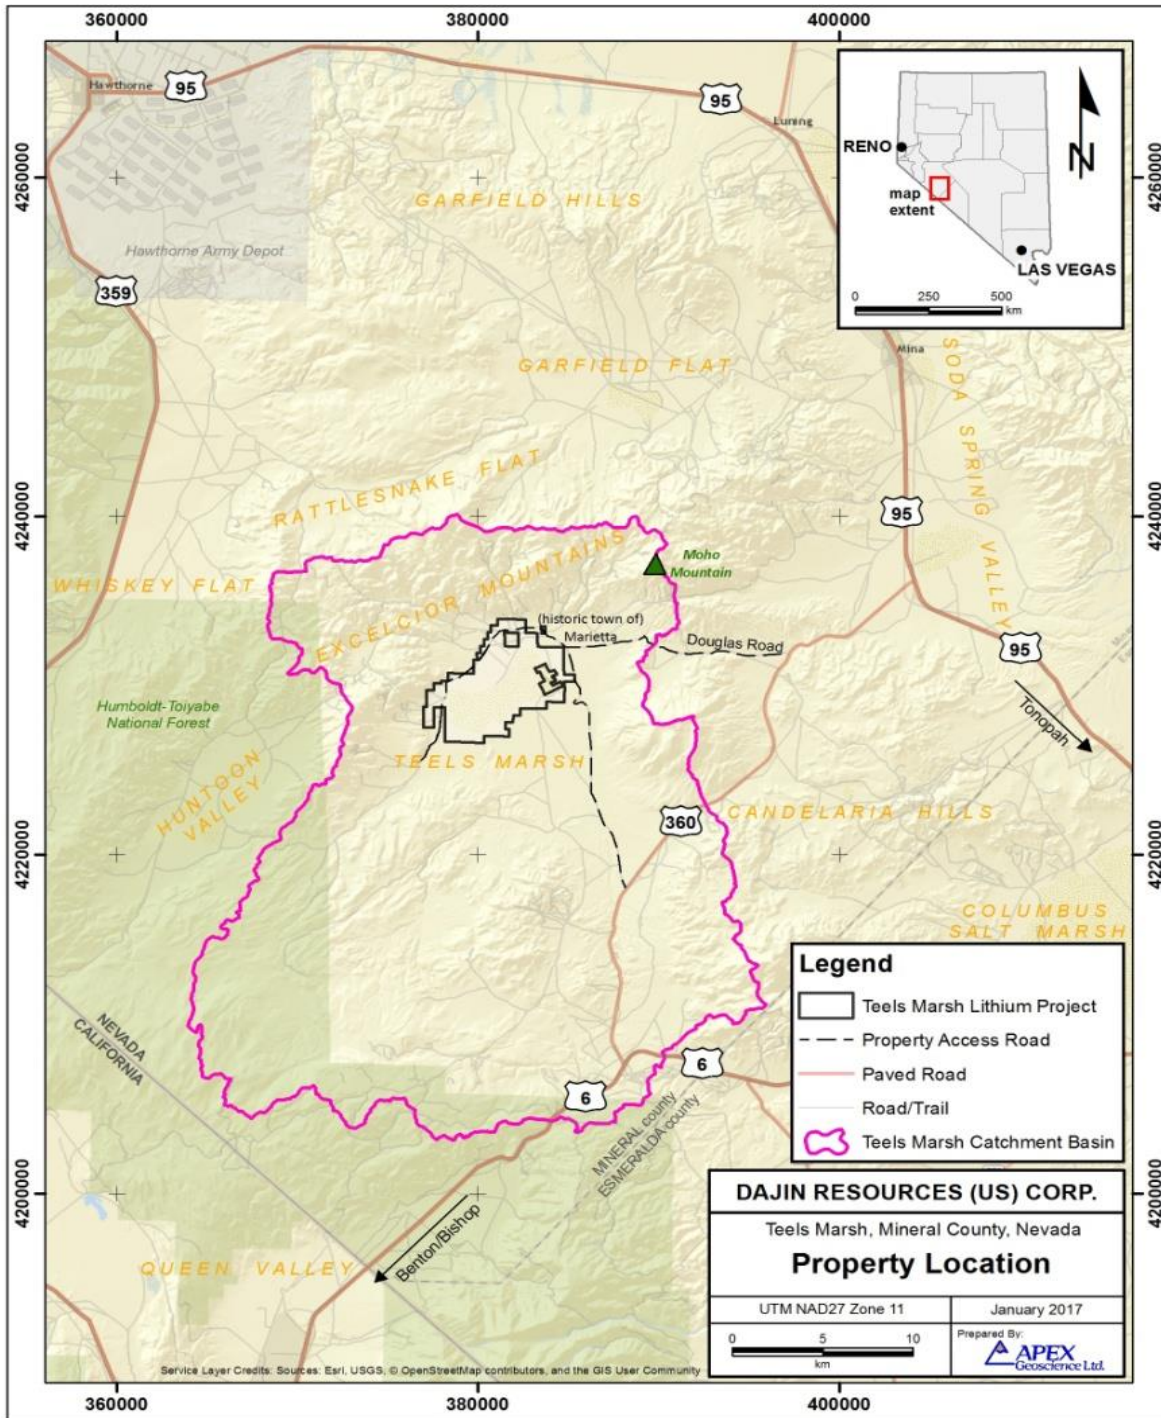 360000
380000
400000
Hawthorne
95
95
Luning
RENO
map
extent
LAS VEGAS
0 250 500
km
N
4260000
4260000
GARFIELD HILLS
Hawthorne Army Depot
359
Mina
GARFIELD FLAT
SODA SPRING VALLEY
RATTLESNAKE FLAT
4240000
4240000
95
EXCELCIOR MOUNTAINS
Moho
Mountain
WHISKEY FLAT
(historic town of)
Marietta
Douglas Road
95
Humboldt-Toiyabe
National Forest
Tonopah
TEELS MARSH
HUNTOON
VALLEY
360
CANDELARIA HILLS
4220000
4220000
COLUMBUS
SALT MARSH
NEVADA
CALIFORNIA
6
6
MINERAL county
ESMERALDA county
Legend
Teels Marsh Lithium Project
Property Access Road
Paved Road
Road/Trail
Teels Marsh Catchment Basin
4200000
4200000
Benton/Bishop
QUEEN VALLEY
DAJIN RESOURCES (US) CORP.
Teels Marsh, Mineral County, Nevada
Property Location
UTM NAD27 Zone 11
January 2017
0 5 10
km
Prepared By:
APEX
Geoscience Ltd.
Service Layer Credits: Sources: Esri, USGS, © OpenStreetMap contributors, and the GIS User Community
360000
380000
400000